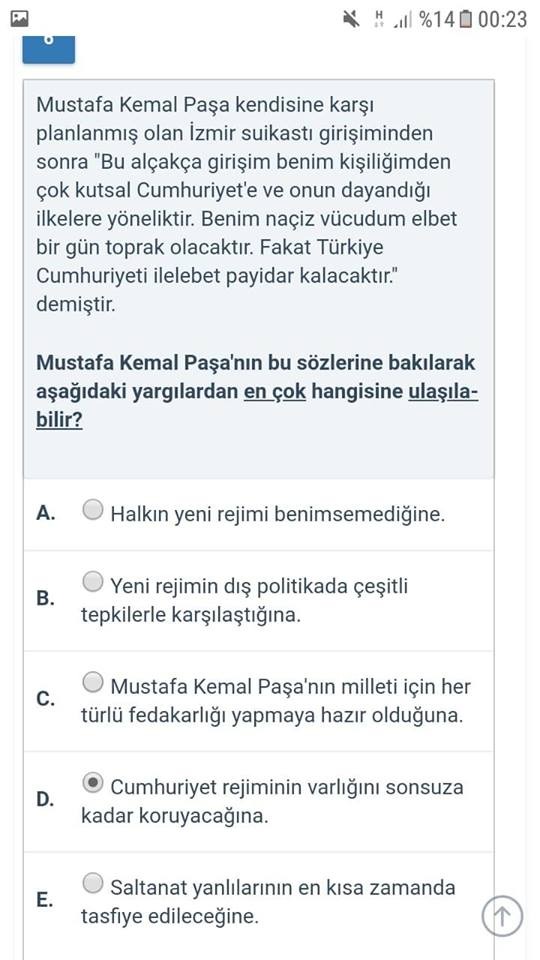 H %14 00:23
6
Mustafa Kemal Paşa kendisine karşı
planlanmış olan İzmir suikastı girişiminden
sonra "Bu alçakça girişim benim kişiliğimden
çok kutsal Cumhuriyet'e ve onun dayandığı
ilkelere yöneliktir. Benim naçiz vücudum elbet
bir gün toprak olacaktır. Fakat Türkiye
Cumhuriyeti ilelebet payidar kalacaktır."
demiştir.
Mustafa Kemal Paşa'nın bu sözlerine bakılarak
aşağıdaki yargılardan en çok hangisine ulaşıla-
bilir?
A. Halkın yeni rejimi benimsemediğine.
B. Yeni rejimin dış politikada çeşitli
tepkilerle karşılaştığına.
C. Mustafa Kemal Paşa'nın milleti için her
türlü fedakarlığı yapmaya hazır olduğuna.
D. Cumhuriyet rejiminin varlığını sonsuza
kadar koruyacağına.
E. Saltanat yanlılarının en kısa zamanda
tasfiye edileceğine.